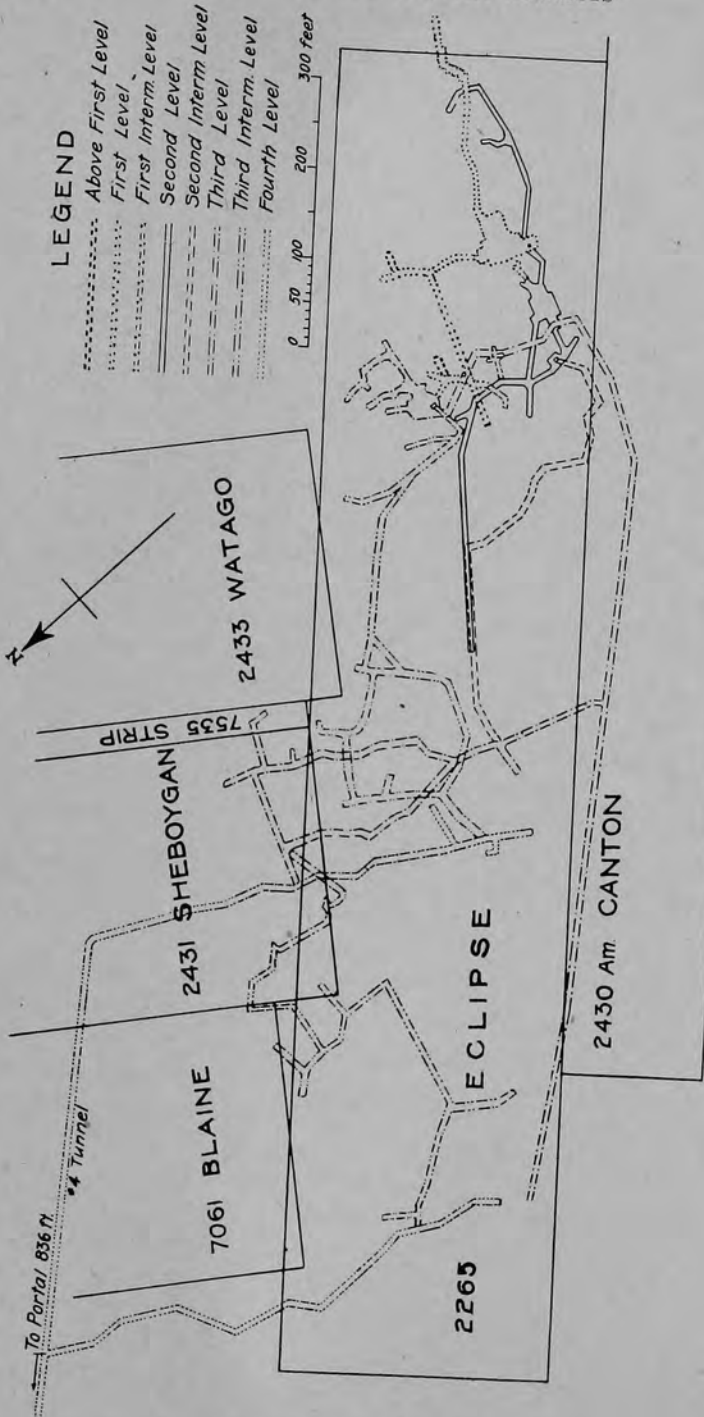 LEGEND
Above First Level
First Level
First Interm. Level
Second Level
Second Interm Level
Third Level
Third Interm. Level
Fourth Level
0 50 100 200 300 feet
N
To Portal 836 ft.
#4 Tunnel
7061 BLAINE
2431 SHEBOYGAN
7535 STRIP
2433 WATAGO
ECLIPSE
2265
2430 Am. CANTON